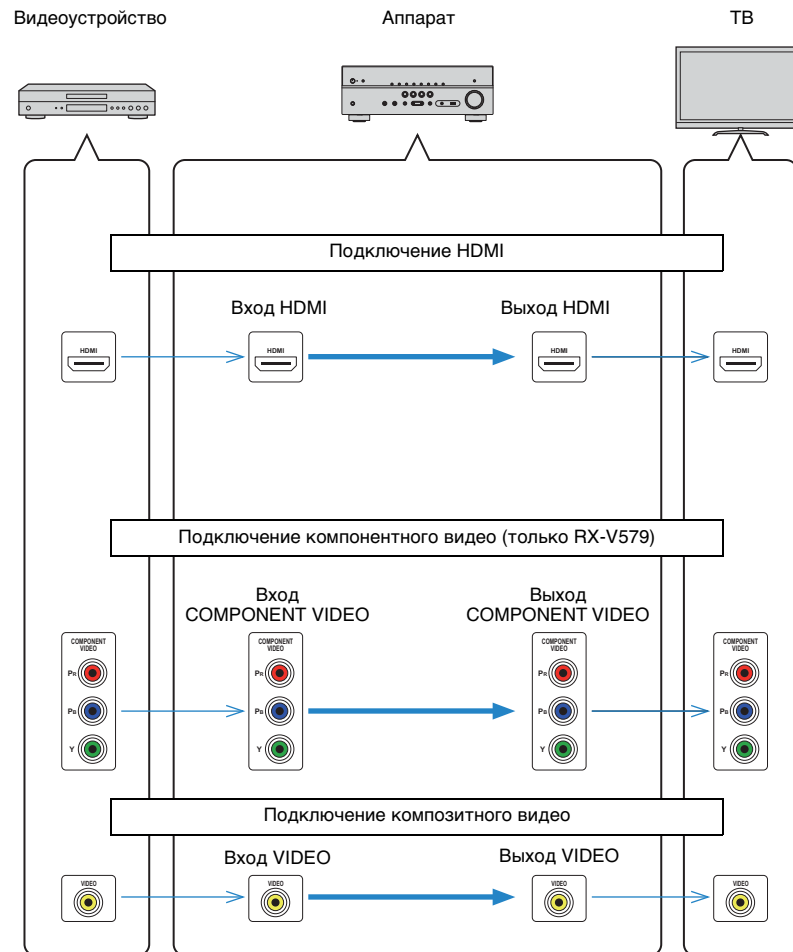 Видеоустройство
Аппарат
ТВ
Подключение HDMI
Вход HDMI
Выход HDMI
HDMI
HDMI
HDMI
HDMI
Подключение компонентного видео (только RX-V579)
Вход
COMPONENT VIDEO
Выход
COMPONENT VIDEO
COMPONENT
VIDEO
PR
PB
Y
COMPONENT
VIDEO
PR
PB
Y
COMPONENT
VIDEO
PR
PB
Y
COMPONENT
VIDEO
PR
PB
Y
Подключение композитного видео
Вход VIDEO
Выход VIDEO
VIDEO
VIDEO
VIDEO
VIDEO